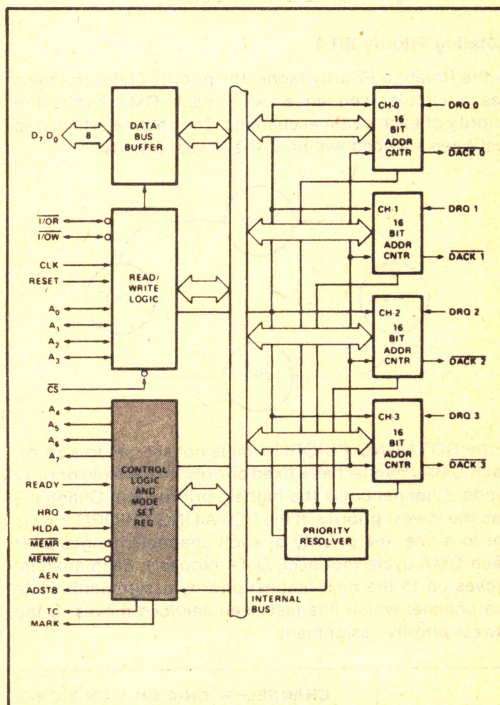 DATA
BUS
BUFFER
D₇, D₀
8
I/OR
I/OW
CLK
RESET
A₀
A₁
A₂
A₃
READ/
WRITE
LOGIC
CS
A₄
A₅
A₆
READY
HRQ
HLDA
MEMR
MEMW
AEN
ADSTB
TC
MARK
CONTROL
LOGIC
AND
MODE
SET
REG
INTERNAL
BUS
CH-0
16
BIT
ADDR
CNTR
DRQ 0
DACK 0
CH-1
16
BIT
ADDR
CNTR
DRQ 1
DACK 1
CH-2
16
BIT
ADDR
CNTR
DRQ 2
DACK 2
CH-3
16
BIT
ADDR
CNTR
DRQ 3
DACK 3
PRIORITY
RESOLVER